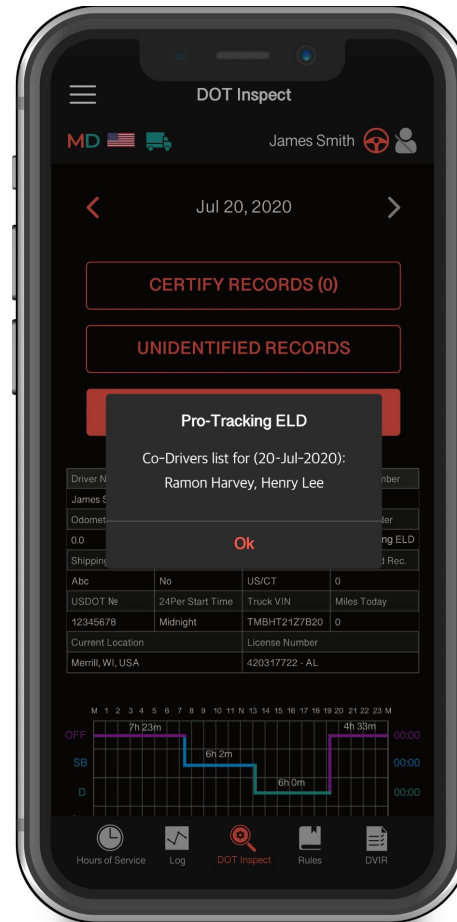 DOT Inspect
MD James Smith
Jul 20, 2020
CERTIFY RECORDS (0)
UNIDENTIFIED RECORDS
Pro-Tracking ELD
Co-Drivers list for (20-Jul-2020):
Ramon Harvey, Henry Lee
Ok
Driver
James
0.0 ELD
Shipping Rec.
Abc No US/CT 0
USDOT № 24Per Start Time Truck VIN Miles Today
12345678 Midnight TMBHT21Z7B20 0
Current Location License Number
Merrill, WI, USA 420317722 - AL
M 1 2 3 4 5 6 7 8 9 10 11 N 13 14 15 16 17 18 19 20 21 22 23 M
OFF 7h 23m 4h 33m 00:00
SB 6h 2m 00:00
D 6h 0m 00:00
Hours of Service Log DOT Inspect Rules DVIR